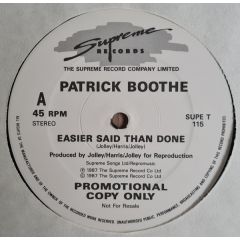 Supreme
RECORDS
THE SUPREME RECORD COMPANY LIMITED
PATRICK BOOTHE
A
45 RPM
STEREO
SUPE T
115
EASIER SAID THAN DONE
(Jolley/Harris/Jolley)
Produced by Jolley/Harris/Jolley for Reproduction
Supreme Songs Ltd/Repromusic
℗ 1987 The Supreme Record Co Ltd
© 1987 The Supreme Record Co Ltd
PROMOTIONAL
COPY ONLY
Not For Resale